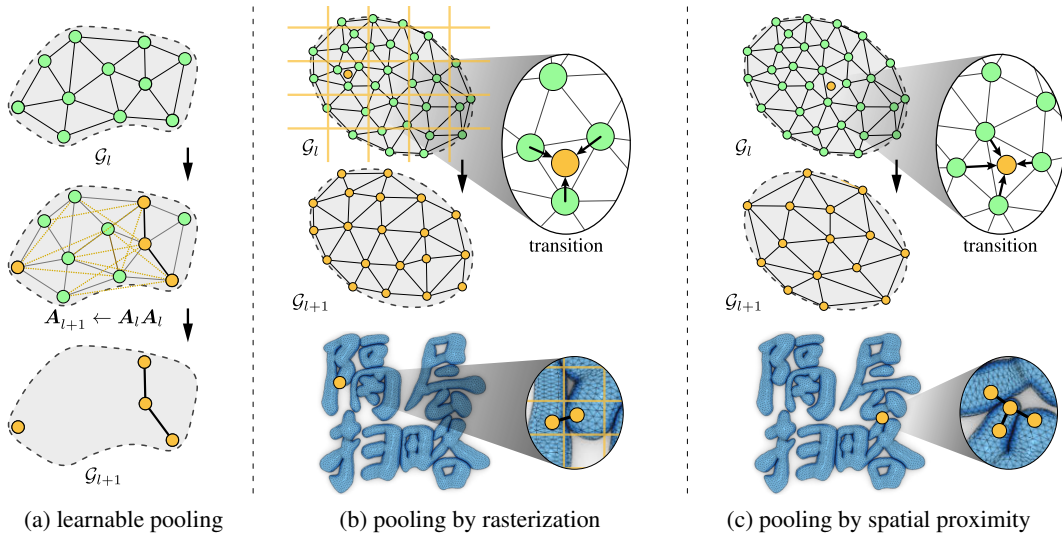 𝒢_l
A_{l+1} ← A_l A_l
𝒢_{l+1}
(a) learnable pooling
𝒢_l
transition
𝒢_{l+1}
隔层
扫略
(b) pooling by rasterization
𝒢_l
transition
𝒢_{l+1}
隔层
扫略
(c) pooling by spatial proximity